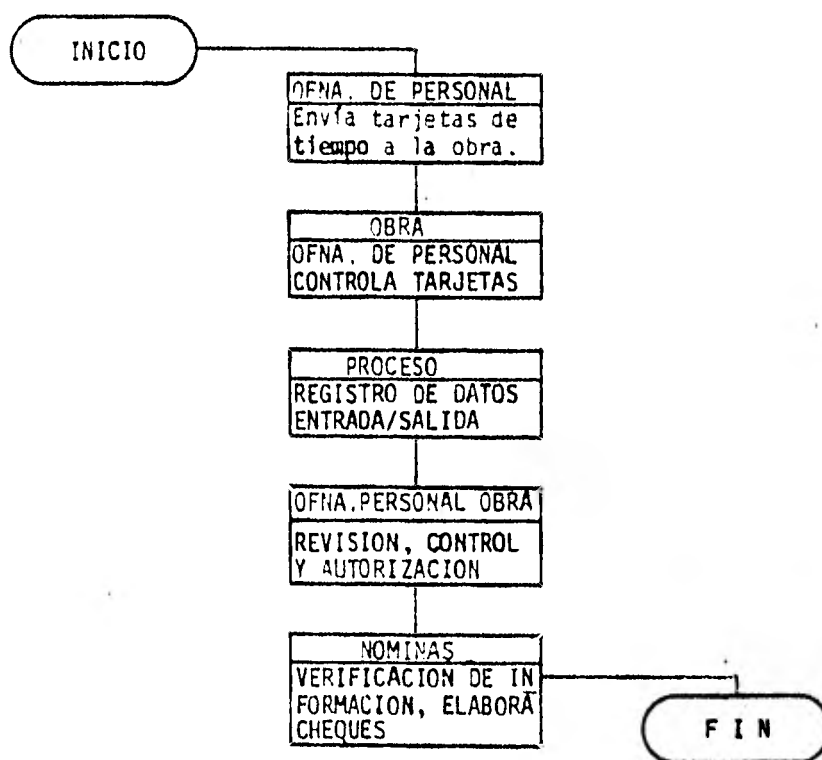 INICIO
OFNA. DE PERSONAL
Envía tarjetas de
tiempo a la obra.
OBRA
OFNA. DE PERSONAL
CONTROLA TARJETAS
PROCESO
REGISTRO DE DATOS
ENTRADA/SALIDA
OFNA.PERSONAL OBRA
REVISION, CONTROL
Y AUTORIZACION
NOMINAS
VERIFICACION DE IN
FORMACION, ELABORA
CHEQUES
F I N